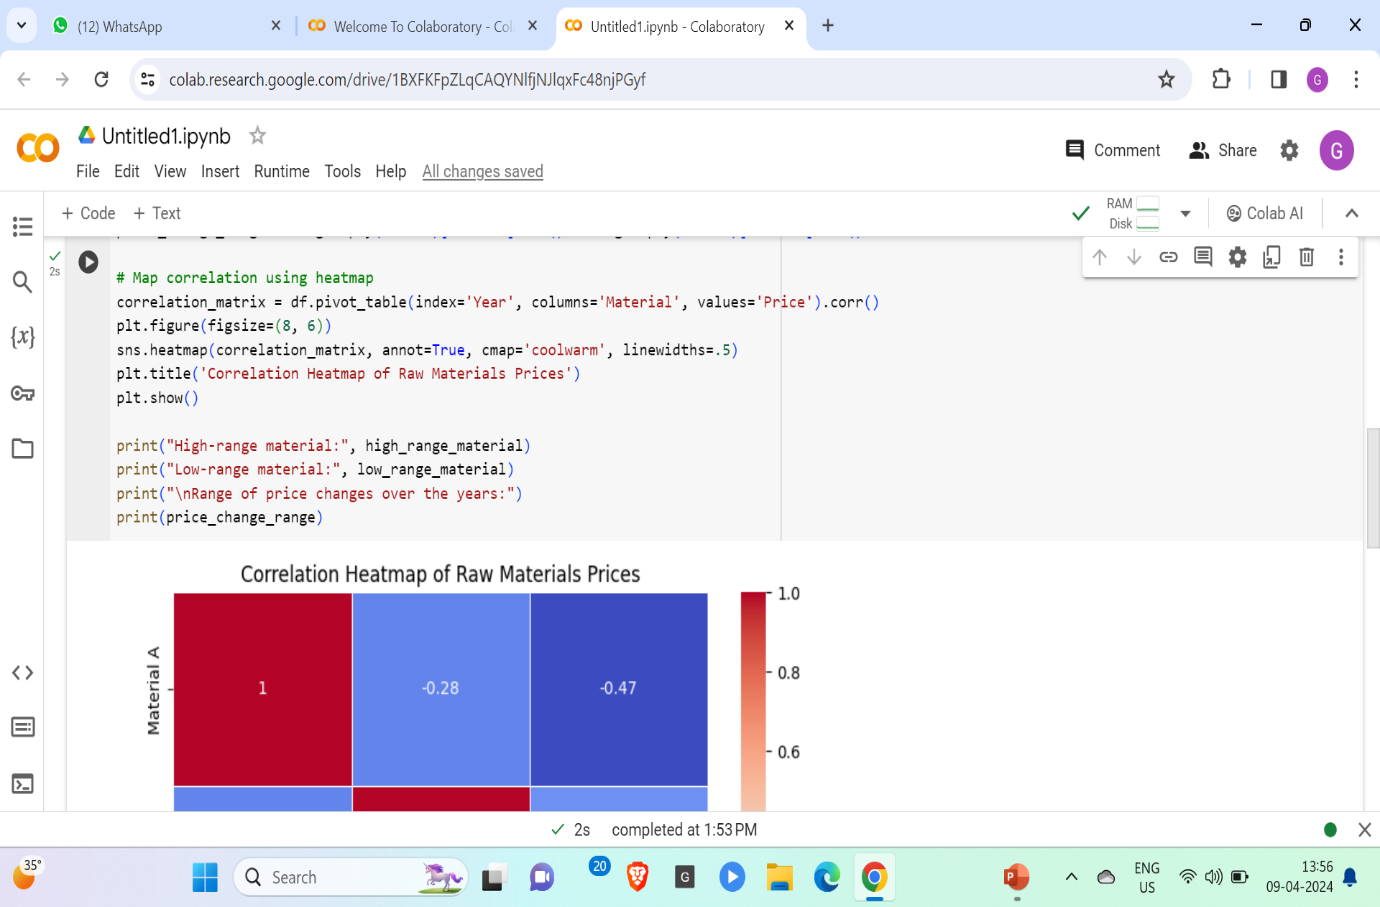 (12) WhatsApp
Welcome To Colaboratory - Col
Untitled1.ipynb - Colaboratory
colab.research.google.com/drive/1BXFKFpZLqCAQYNlfjNJlqxFc48njPGyf
G
Untitled1.ipynb
File Edit View Insert Runtime Tools Help All changes saved
Comment
Share
G
+ Code + Text
RAM
Disk
Colab AI
2s
# Map correlation using heatmap
correlation_matrix = df.pivot_table(index='Year', columns='Material', values='Price').corr()
plt.figure(figsize=(8, 6))
sns.heatmap(correlation_matrix, annot=True, cmap='coolwarm', linewidths=.5)
plt.title('Correlation Heatmap of Raw Materials Prices')
plt.show()
print("High-range material:", high_range_material)
print("Low-range material:", low_range_material)
print("\nRange of price changes over the years:")
print(price_change_range)
{x}
Correlation Heatmap of Raw Materials Prices
Material A
1
-0.28
-0.47
1.0
0.8
0.6
2s completed at 1:53 PM
35°
Search
20
G
P
ENG
US
13:56
09-04-2024